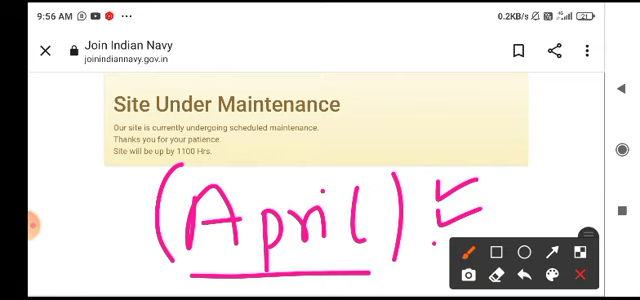 9:56 AM
0.2KB/s 4G 21
Join Indian Navy
joinindiannavy.gov.in
Site Under Maintenance
Our site is currently undergoing scheduled maintenance.
Thanks you for your patience.
Site will be up by 1100 Hrs.
(April)